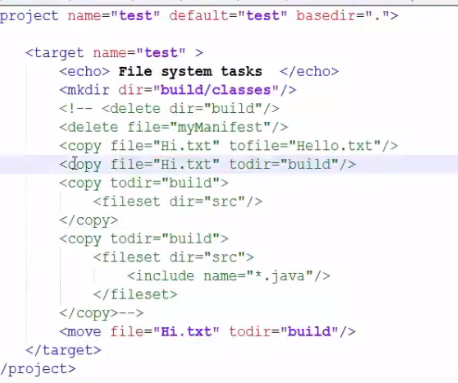 project name="test" default="test" basedir=".">
<target name="test" >
<echo> File system tasks  </echo>
<mkdir dir="build/classes"/>
<!-- <delete dir="build"/>
<delete file="myManifest"/>
<copy file="Hi.txt" tofile="Hello.txt"/>
<copy file="Hi.txt" todir="build"/>
<copy todir="build">
<fileset dir="src"/>
</copy>
<copy todir="build">
<fileset dir="src">
<include name="*.java"/>
</fileset>
</copy>-->
<move file="Hi.txt" todir="build"/>
</target>
/project>